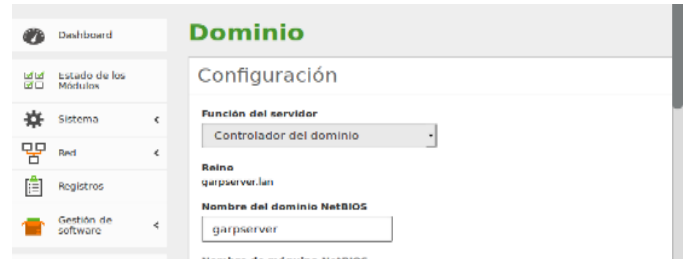 Dashboard
Estado de los
Módulos
Sistema
Red
Registros
Gestión de
software
Dominio
Configuración
Función del servidor
Controlador del dominio
Reino
garpserver.lan
Nombre del dominio NetBIOS
garpserver